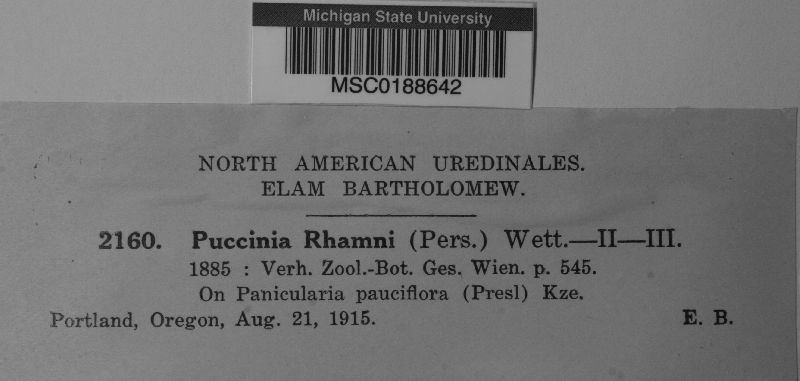 Michigan State University
MSC0188642
NORTH AMERICAN UREDINALES.
ELAM BARTHOLOMEW.
2160. Puccinia Rhamni (Pers.) Wett.—II—III.
1885 : Verh. Zool.-Bot. Ges. Wien. p. 545.
On Panicularia pauciflora (Presl) Kze.
Portland, Oregon, Aug. 21, 1915. E. B.